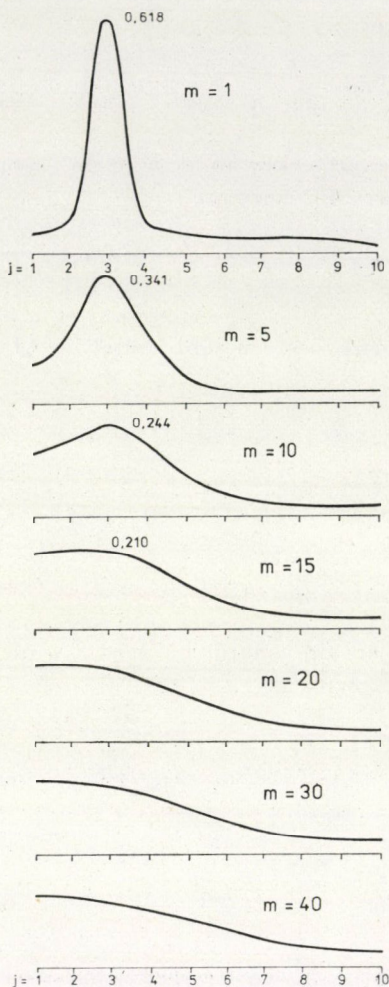 0,618
m = 1
j = 1 2 3 4 5 6 7 8 9 10
0,341
m = 5
0,244
m = 10
0,210
m = 15
m = 20
m = 30
m = 40
j = 1 2 3 4 5 6 7 8 9 10